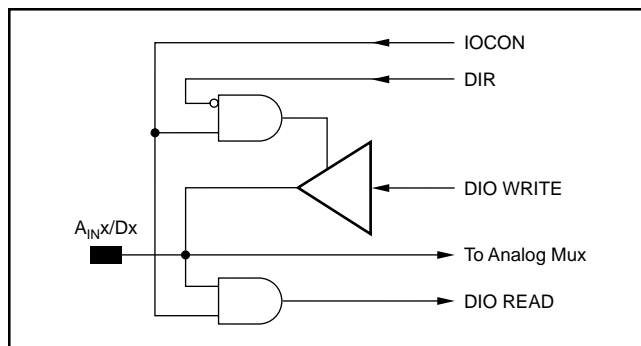 IOCON
DIR
DIO WRITE
AINx/Dx
To Analog Mux
DIO READ